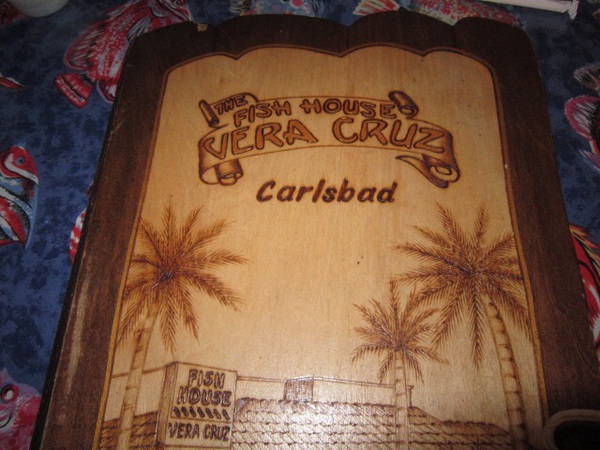 THE
FISH HOUSE
VERA CRUZ
Carlsbad
FISH
HOUSE
VERA CRUZ